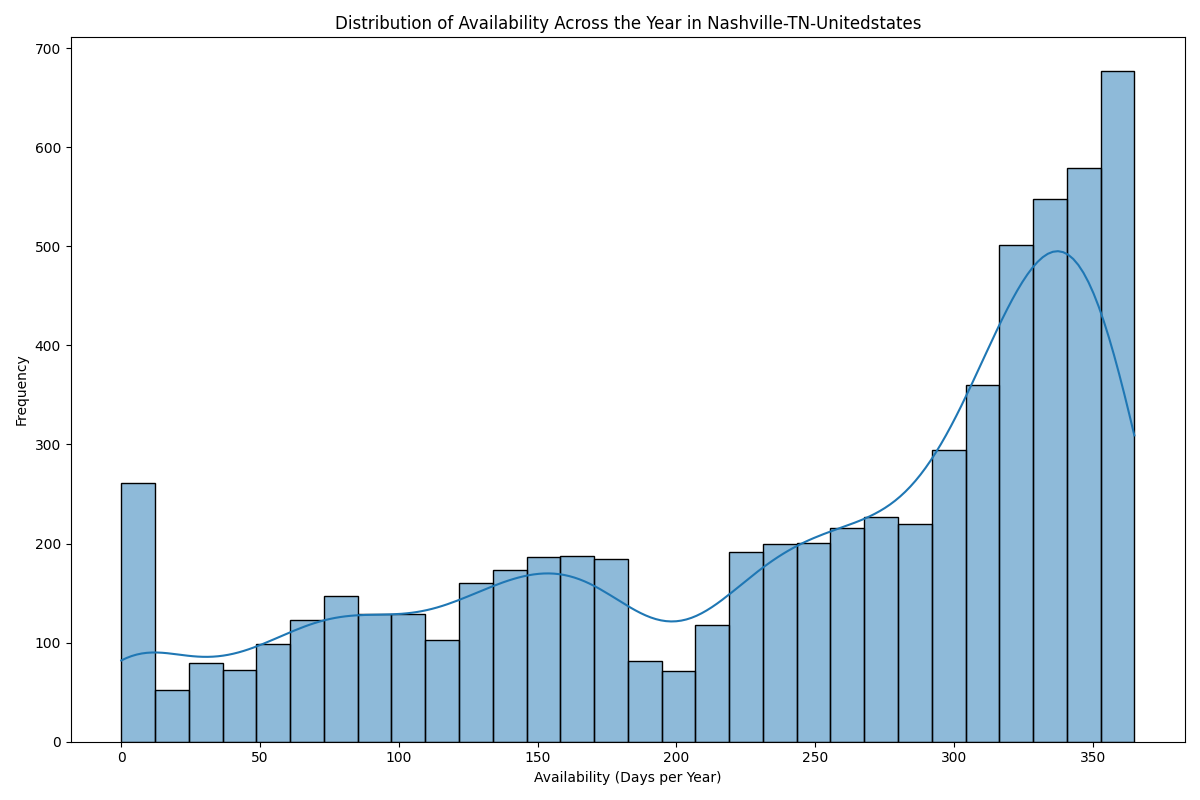 Distribution of Availability Across the Year in Nashville-TN-Unitedstates
700
600
500
400
300
200
100
0
Frequency
0 50 100 150 200 250 300 350
Availability (Days per Year)